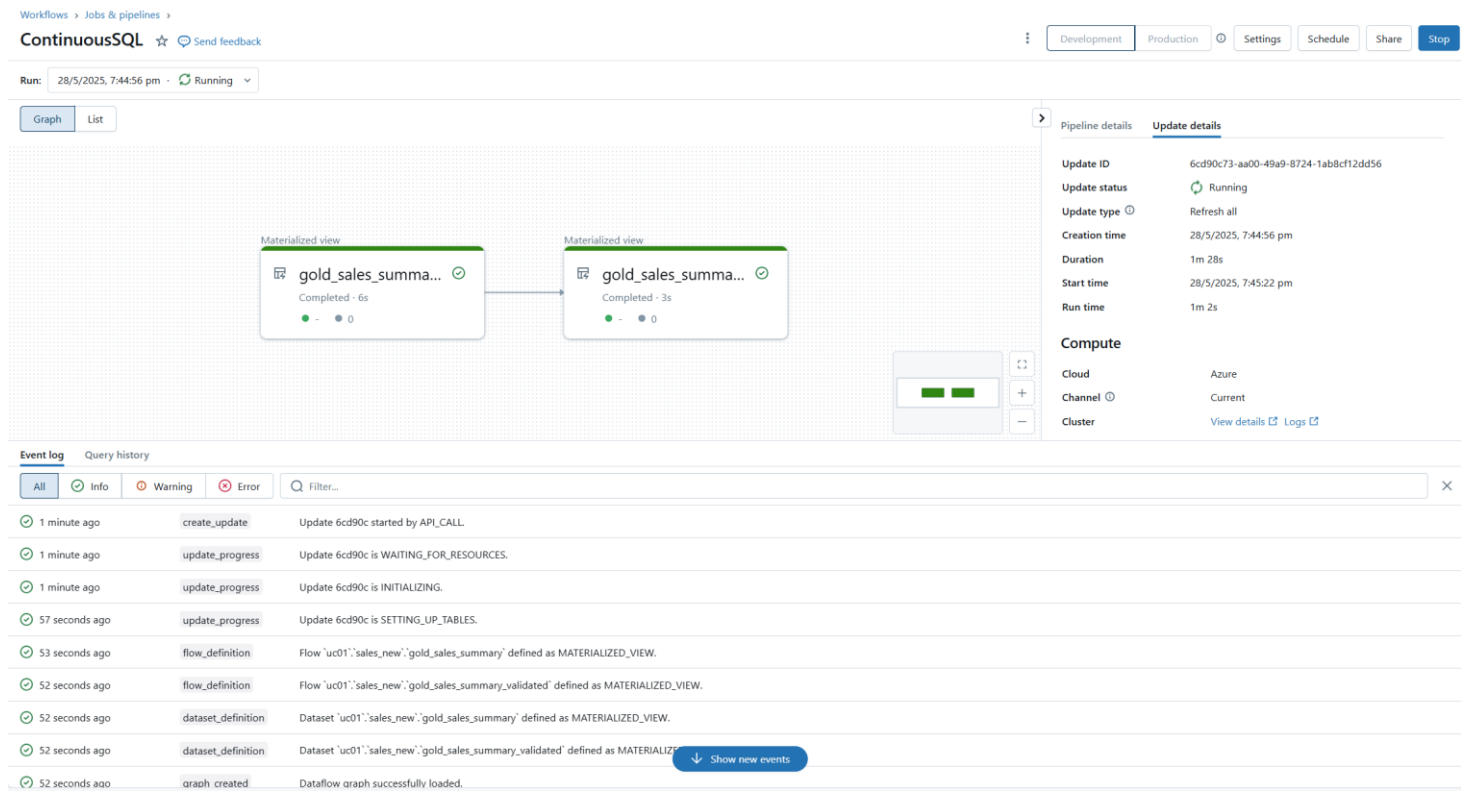 Workflows › Jobs & pipelines ›
ContinuousSQL Send feedback
Development Production Settings Schedule Share Stop
Run: 28/5/2025, 7:44:56 pm · Running
Graph List
Pipeline details Update details
Update ID 6cd90c73-aa00-49a9-8724-1ab8cf12dd56
Update status Running
Update type Refresh all
Creation time 28/5/2025, 7:44:56 pm
Duration 1m 28s
Start time 28/5/2025, 7:45:22 pm
Run time 1m 2s
Compute
Cloud Azure
Channel Current
Cluster View details Logs
Materialized view
gold_sales_summa...
Completed · 6s
- 0
Materialized view
gold_sales_summa...
Completed · 3s
- 0
Event log Query history
All Info Warning Error Filter...
1 minute ago create_update Update 6cd90c started by API_CALL.
1 minute ago update_progress Update 6cd90c is WAITING_FOR_RESOURCES.
1 minute ago update_progress Update 6cd90c is INITIALIZING.
57 seconds ago update_progress Update 6cd90c is SETTING_UP_TABLES.
53 seconds ago flow_definition Flow `uc01`.`sales_new`.`gold_sales_summary` defined as MATERIALIZED_VIEW.
52 seconds ago flow_definition Flow `uc01`.`sales_new`.`gold_sales_summary_validated` defined as MATERIALIZED_VIEW.
52 seconds ago dataset_definition Dataset `uc01`.`sales_new`.`gold_sales_summary` defined as MATERIALIZED_VIEW.
52 seconds ago dataset_definition Dataset `uc01`.`sales_new`.`gold_sales_summary_validated` defined as MATERIALIZE
Show new events
52 seconds ago graph_created Dataflow graph successfully loaded.